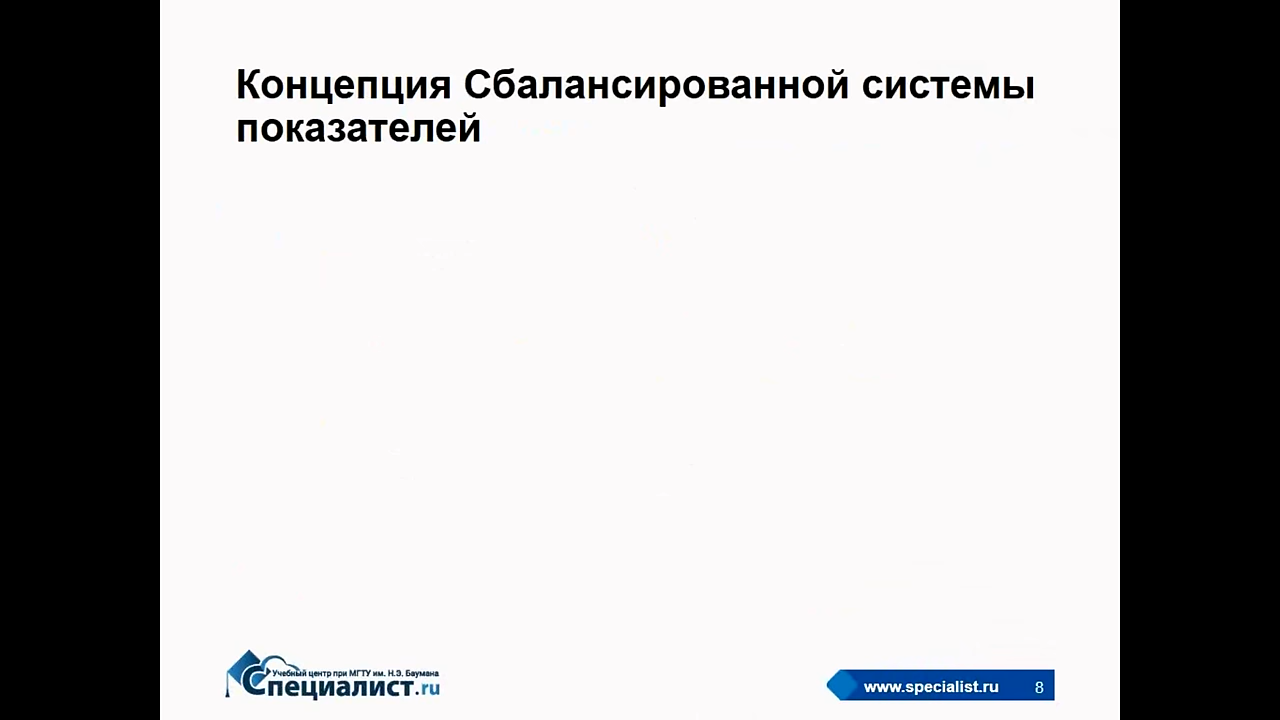 Концепция Сбалансированной системы
показателей
Учебный центр при МГТУ им. Н.Э. Баумана
Специалист.ru
www.specialist.ru 8